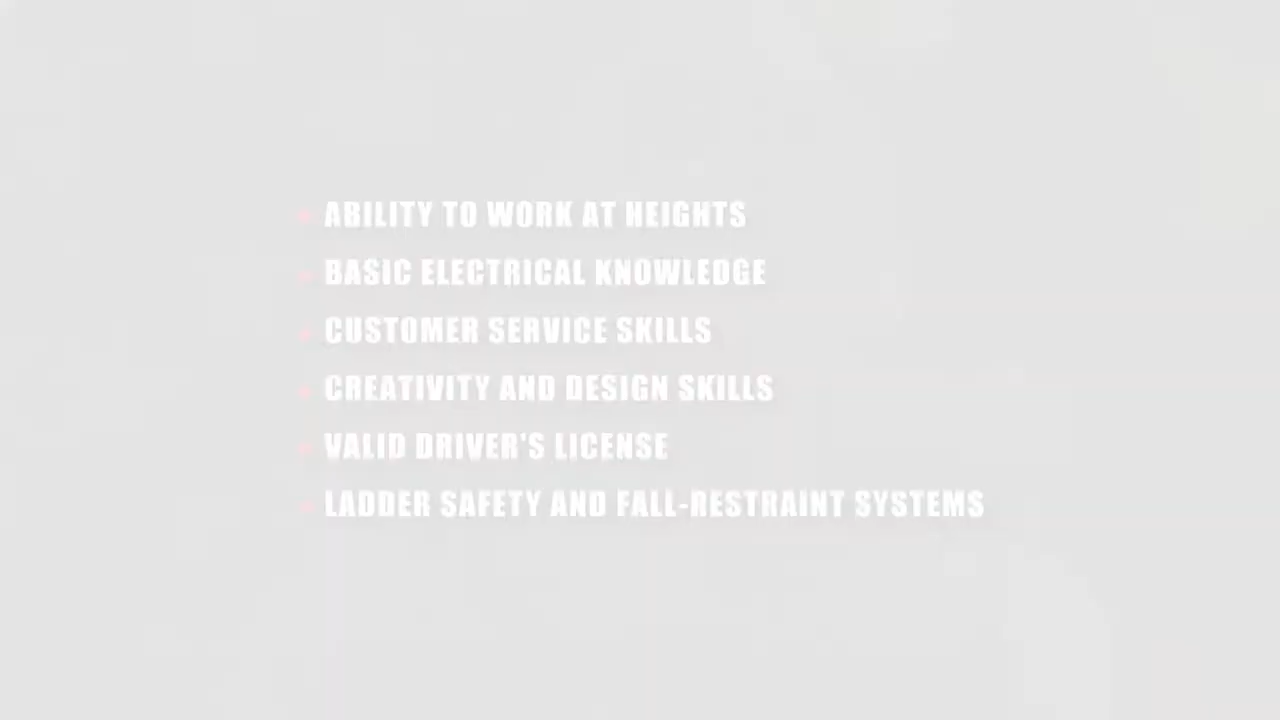 • ABILITY TO WORK AT HEIGHTS
• BASIC ELECTRICAL KNOWLEDGE
• CUSTOMER SERVICE SKILLS
• CREATIVITY AND DESIGN SKILLS
• VALID DRIVER'S LICENSE
• LADDER SAFETY AND FALL-RESTRAINT SYSTEMS